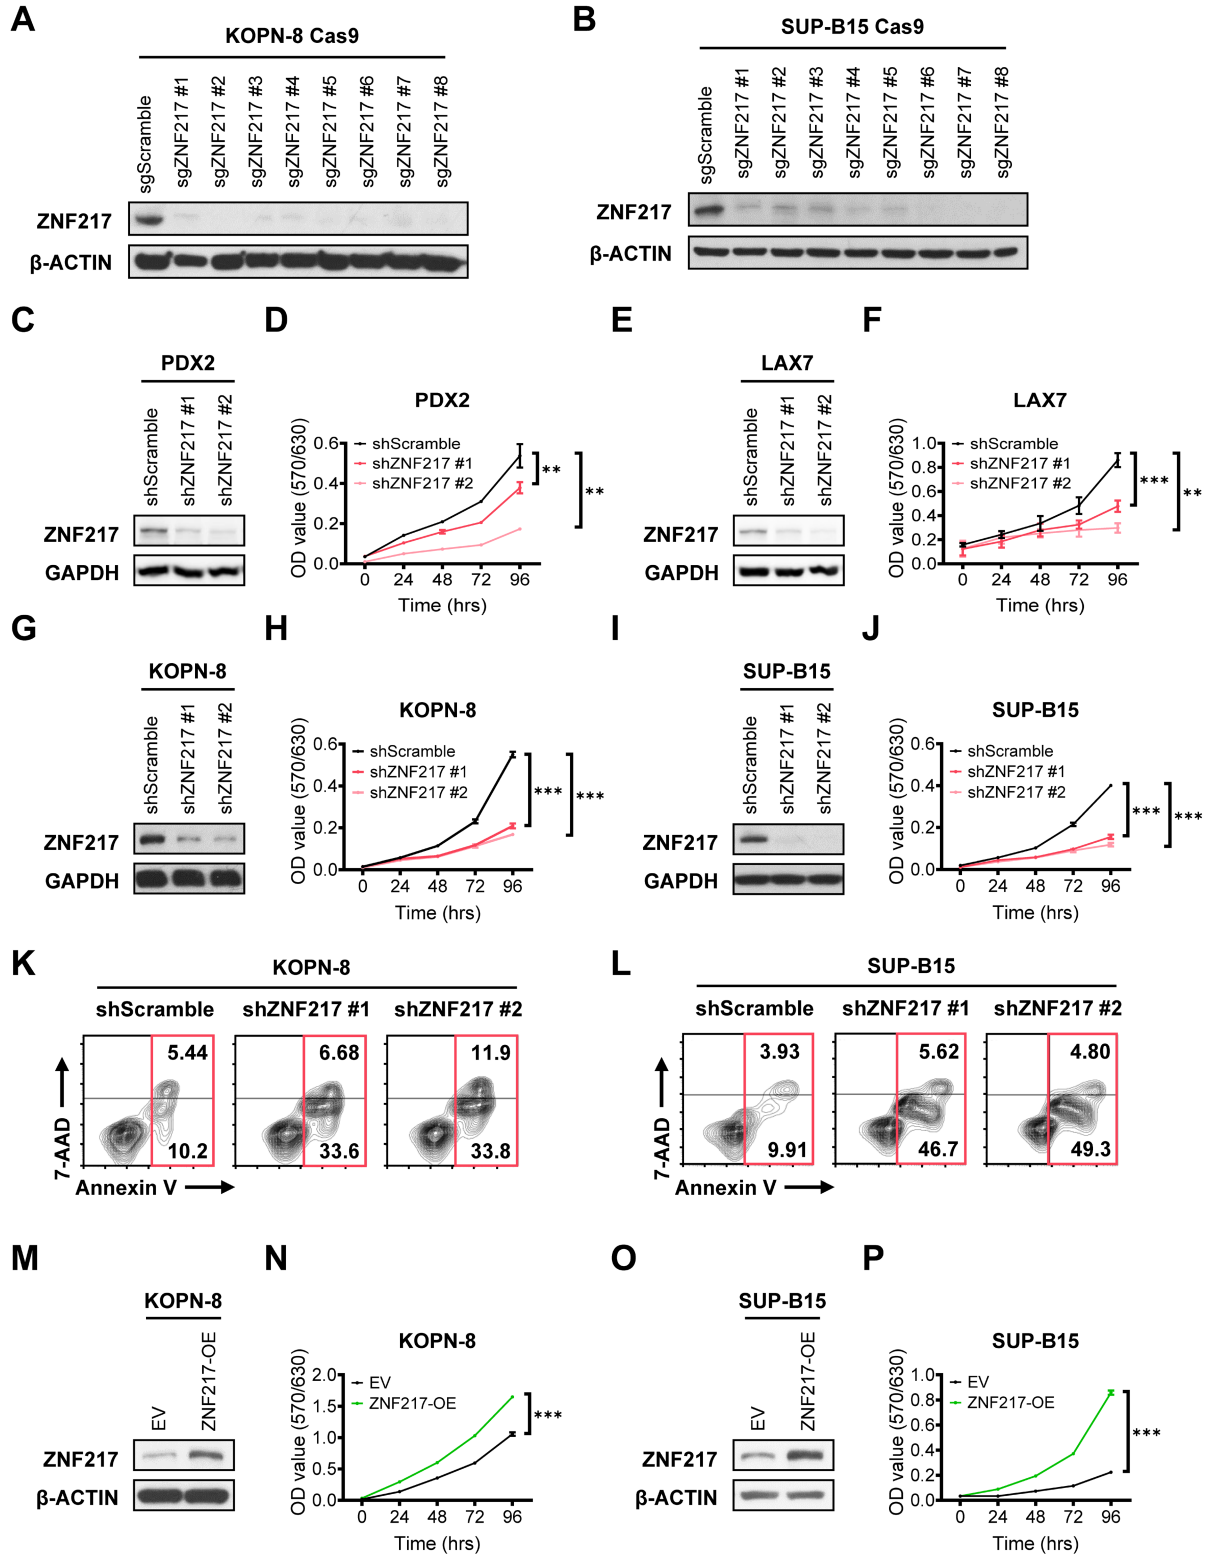 A
KOPN-8 Cas9
sgScramble
sgZNF217 #1
sgZNF217 #2
sgZNF217 #3
sgZNF217 #4
sgZNF217 #5
sgZNF217 #6
sgZNF217 #7
sgZNF217 #8
ZNF217
β-ACTIN
B
SUP-B15 Cas9
sgScramble
sgZNF217 #1
sgZNF217 #2
sgZNF217 #3
sgZNF217 #4
sgZNF217 #5
sgZNF217 #6
sgZNF217 #7
sgZNF217 #8
ZNF217
β-ACTIN
C
PDX2
shScramble
shZNF217 #1
shZNF217 #2
ZNF217
GAPDH
D
PDX2
OD value (570/630)
0.6
0.4
0.2
0.0
shScramble
shZNF217 #1
shZNF217 #2
**
**
0 24 48 72 96
Time (hrs)
E
LAX7
shScramble
shZNF217 #1
shZNF217 #2
ZNF217
GAPDH
F
LAX7
OD value (570/630)
1.0
0.8
0.6
0.4
0.2
0.0
shScramble
shZNF217 #1
shZNF217 #2
***
**
0 24 48 72 96
Time (hrs)
G
KOPN-8
shScramble
shZNF217 #1
shZNF217 #2
ZNF217
GAPDH
H
KOPN-8
OD value (570/630)
0.6
0.4
0.2
0.0
shScramble
shZNF217 #1
shZNF217 #2
***
***
0 24 48 72 96
Time (hrs)
I
SUP-B15
shScramble
shZNF217 #1
shZNF217 #2
ZNF217
GAPDH
J
SUP-B15
OD value (570/630)
0.6
0.4
0.2
0.0
shScramble
shZNF217 #1
shZNF217 #2
***
***
0 24 48 72 96
Time (hrs)
K
KOPN-8
shScramble shZNF217 #1 shZNF217 #2
5.44 6.68 11.9
10.2 33.6 33.8
7-AAD
Annexin V
L
SUP-B15
shScramble shZNF217 #1 shZNF217 #2
3.93 5.62 4.80
9.91 46.7 49.3
7-AAD
Annexin V
M
KOPN-8
EV
ZNF217-OE
ZNF217
β-ACTIN
N
KOPN-8
OD value (570/630)
2.0
1.5
1.0
0.5
0.0
EV
ZNF217-OE
***
0 24 48 72 96
Time (hrs)
O
SUP-B15
EV
ZNF217-OE
ZNF217
β-ACTIN
P
SUP-B15
OD value (570/630)
1.0
0.8
0.6
0.4
0.2
0.0
EV
ZNF217-OE
***
0 24 48 72 96
Time (hrs)